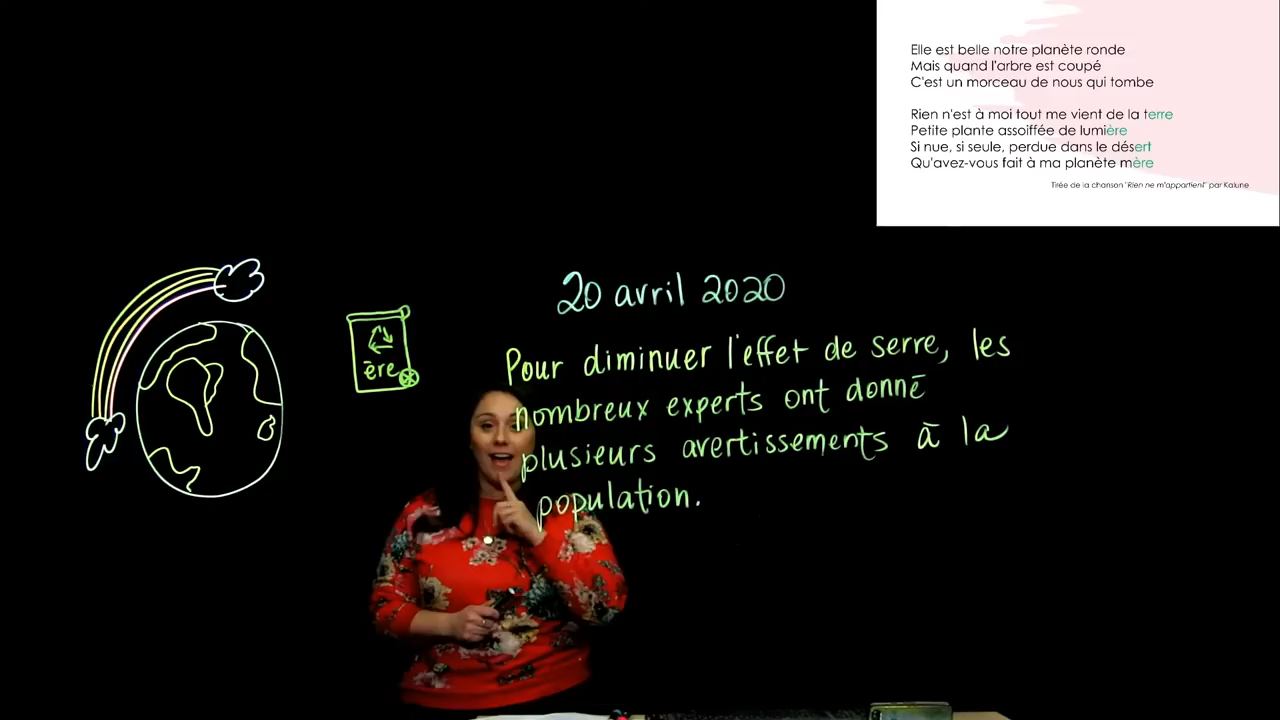 Elle est belle notre planète ronde
Mais quand l'arbre est coupé
C'est un morceau de nous qui tombe
Rien n'est à moi tout me vient de la terre
Petite plante assoiffée de lumière
Si nue, si seule, perdue dans le désert
Qu'avez-vous fait à ma planète mère
Tirée de la chanson "Rien ne m'appartient" par Kalune
20 avril 2020
ère
Pour diminuer l'effet de serre, les
nombreux experts ont donné
plusieurs avertissements à la
population.